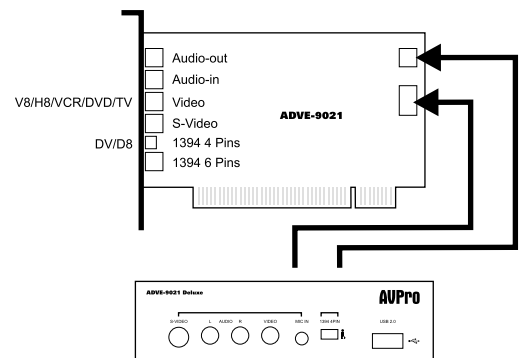 Audio-out
Audio-in
V8/H8/VCR/DVD/TV Video
S-Video
ADVE-9021
DV/D8 1394 4 Pins
1394 6 Pins
ADVE-9021 Deluxe
AVPro
S-VIDEO L AUDIO R VIDEO MIC IN 1394 4PIN USB 2.0